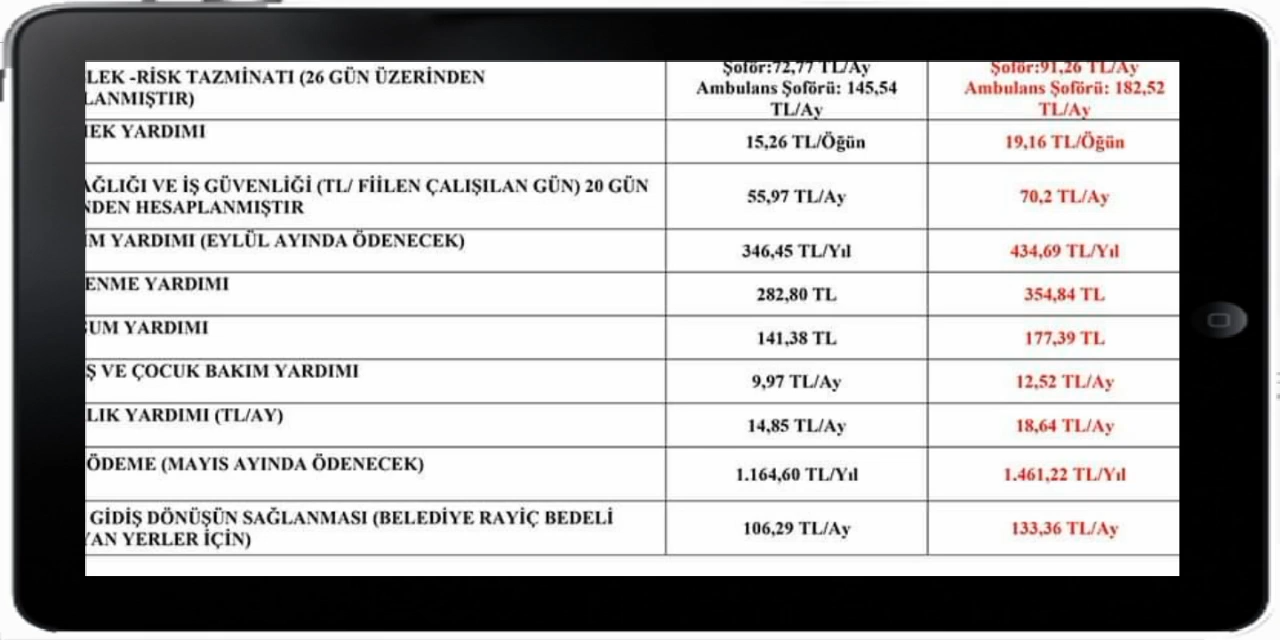 LEK -RİSK TAZMİNATI (26 GÜN ÜZERİNDEN
LANMIŞTIR)
Şoför:72,77 TL/Ay
Ambulans Şoförü: 145,54
TL/Ay
Şoför:91,26 TL/Ay
Ambulans Şoförü: 182,52
TL/Ay
MEK YARDIMI
15,26 TL/Öğün
19,16 TL/Öğün
AĞLIĞI VE İŞ GÜVENLİĞİ (TL/ FİİLEN ÇALIŞILAN GÜN) 20 GÜN
NDEN HESAPLANMIŞTIR
55,97 TL/Ay
70,2 TL/Ay
İM YARDIMI (EYLÜL AYINDA ÖDENECEK)
346,45 TL/Yıl
434,69 TL/Yıl
ENME YARDIMI
282,80 TL
354,84 TL
ĞUM YARDIMI
141,38 TL
177,39 TL
Ş VE ÇOCUK BAKIM YARDIMI
9,97 TL/Ay
12,52 TL/Ay
LIK YARDIMI (TL/AY)
14,85 TL/Ay
18,64 TL/Ay
ÖDEME (MAYIS AYINDA ÖDENECEK)
1.164,60 TL/Yıl
1.461,22 TL/Yıl
GİDİŞ DÖNÜŞÜN SAĞLANMASI (BELEDİYE RAYİÇ BEDELİ
YAN YERLER İÇİN)
106,29 TL/Ay
133,36 TL/Ay